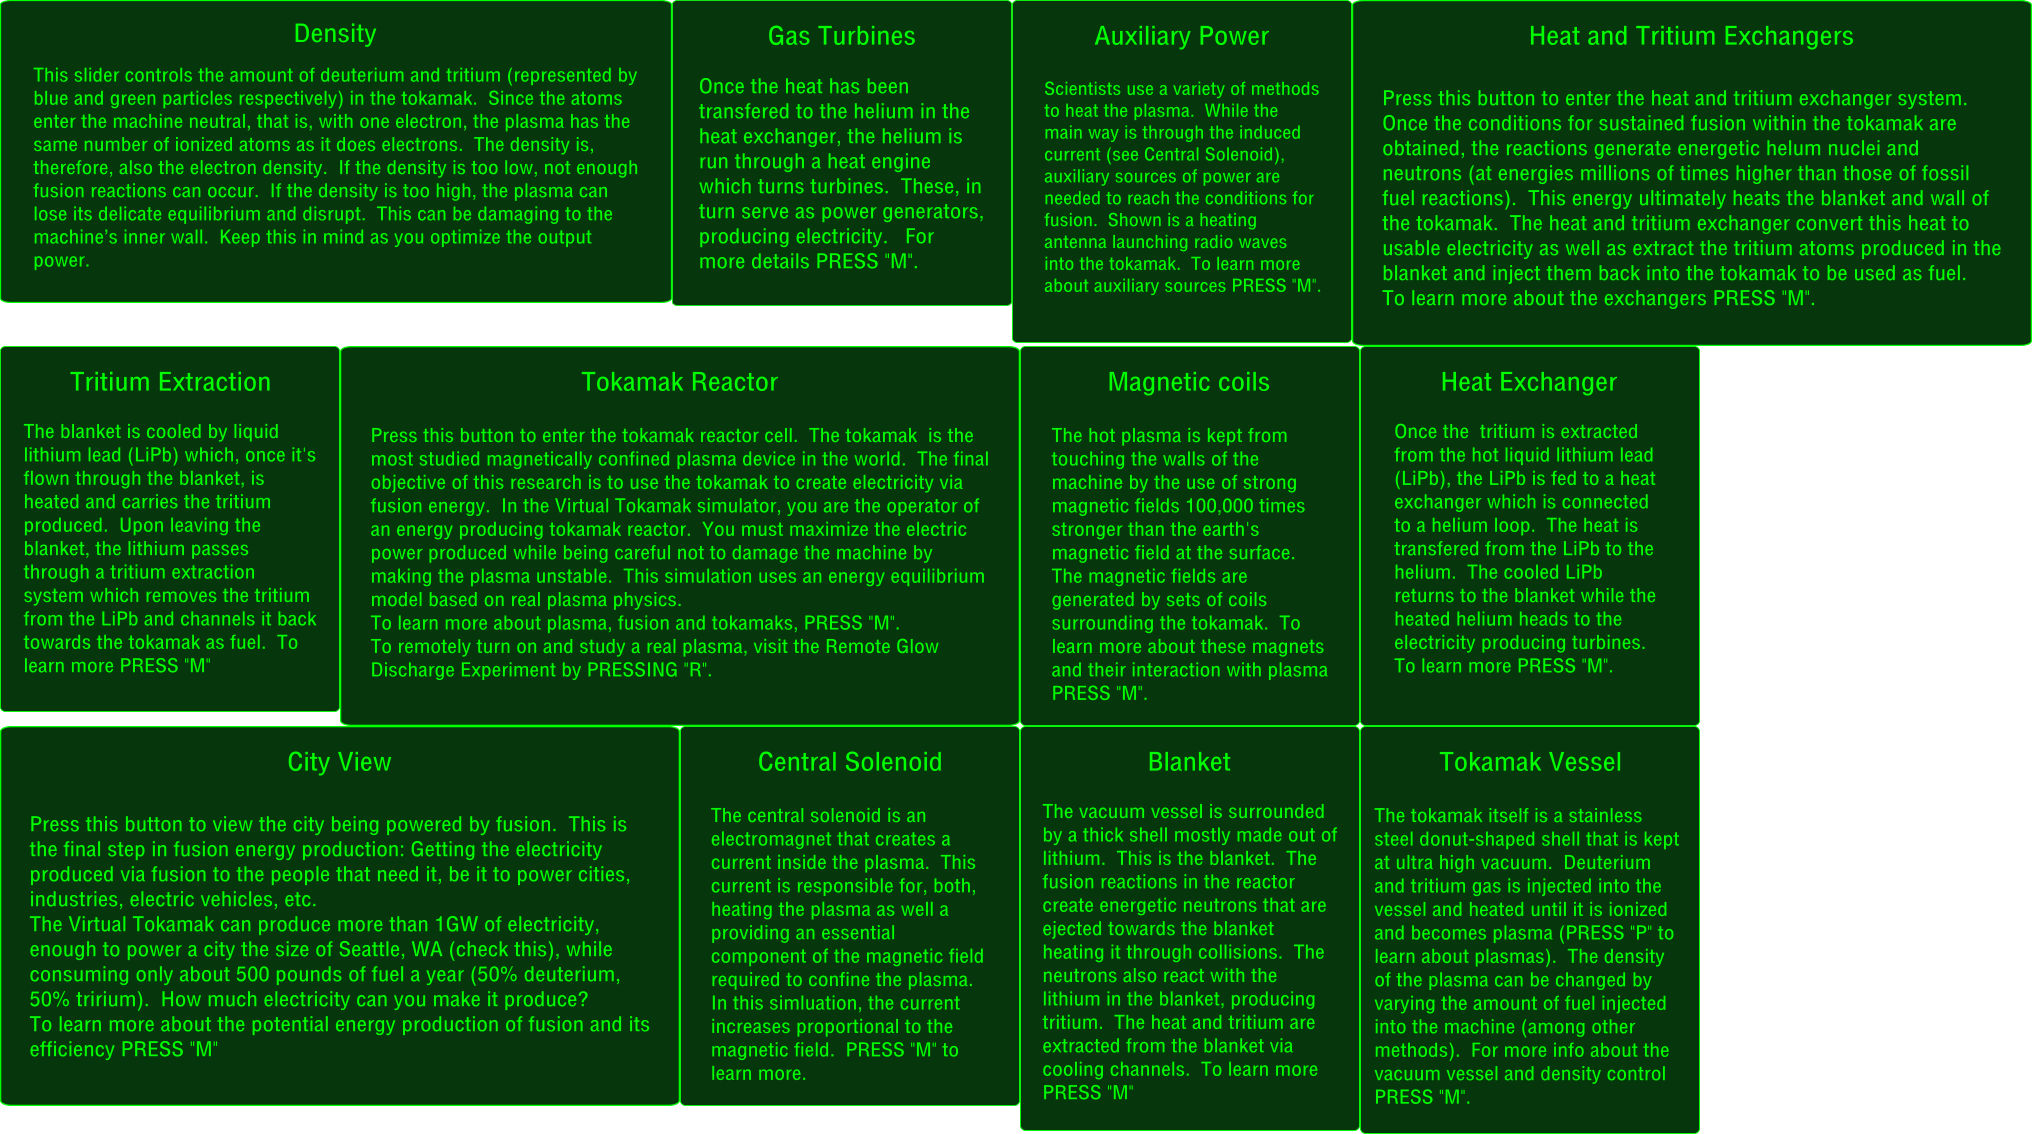 Density
This slider controls the amount of deuterium and tritium (represented by
blue and green particles respectively) in the tokamak.  Since the atoms
enter the machine neutral, that is, with one electron, the plasma has the
same number of ionized atoms as it does electrons.  The density is,
therefore, also the electron density.  If the density is too low, not enough
fusion reactions can occur.  If the density is too high, the plasma can
lose its delicate equilibrium and disrupt.  This can be damaging to the
machine's inner wall.  Keep this in mind as you optimize the output
power.
Gas Turbines
Once the heat has been
transfered to the helium in the
heat exchanger, the helium is
run through a heat engine
which turns turbines.  These, in
turn serve as power generators,
producing electricity.   For
more details PRESS "M".
Auxiliary Power
Scientists use a variety of methods
to heat the plasma.  While the
main way is through the induced
current (see Central Solenoid),
auxiliary sources of power are
needed to reach the conditions for
fusion.  Shown is a heating
antenna launching radio waves
into the tokamak.  To learn more
about auxiliary sources PRESS "M".
Heat and Tritium Exchangers
Press this button to enter the heat and tritium exchanger system.
Once the conditions for sustained fusion within the tokamak are
obtained, the reactions generate energetic helum nuclei and
neutrons (at energies millions of times higher than those of fossil
fuel reactions).  This energy ultimately heats the blanket and wall of
the tokamak.  The heat and tritium exchanger convert this heat to
usable electricity as well as extract the tritium atoms produced in the
blanket and inject them back into the tokamak to be used as fuel.
To learn more about the exchangers PRESS "M".
Tritium Extraction
The blanket is cooled by liquid
lithium lead (LiPb) which, once it's
flown through the blanket, is
heated and carries the tritium
produced.  Upon leaving the
blanket, the lithium passes
through a tritium extraction
system which removes the tritium
from the LiPb and channels it back
towards the tokamak as fuel.  To
learn more PRESS "M"
Tokamak Reactor
Press this button to enter the tokamak reactor cell.  The tokamak  is the
most studied magnetically confined plasma device in the world.  The final
objective of this research is to use the tokamak to create electricity via
fusion energy.  In the Virtual Tokamak simulator, you are the operator of
an energy producing tokamak reactor.  You must maximize the electric
power produced while being careful not to damage the machine by
making the plasma unstable.  This simulation uses an energy equilibrium
model based on real plasma physics.
To learn more about plasma, fusion and tokamaks, PRESS "M".
To remotely turn on and study a real plasma, visit the Remote Glow
Discharge Experiment by PRESSING "R".
Magnetic coils
The hot plasma is kept from
touching the walls of the
machine by the use of strong
magnetic fields 100,000 times
stronger than the earth's
magnetic field at the surface.
The magnetic fields are
generated by sets of coils
surrounding the tokamak.  To
learn more about these magnets
and their interaction with plasma
PRESS "M".
Heat Exchanger
Once the  tritium is extracted
from the hot liquid lithium lead
(LiPb), the LiPb is fed to a heat
exchanger which is connected
to a helium loop.  The heat is
transfered from the LiPb to the
helium.  The cooled LiPb
returns to the blanket while the
heated helium heads to the
electricity producing turbines.
To learn more PRESS "M".
City View
Press this button to view the city being powered by fusion.  This is
the final step in fusion energy production: Getting the electricity
produced via fusion to the people that need it, be it to power cities,
industries, electric vehicles, etc.
The Virtual Tokamak can produce more than 1GW of electricity,
enough to power a city the size of Seattle, WA (check this), while
consuming only about 500 pounds of fuel a year (50% deuterium,
50% tririum).  How much electricity can you make it produce?
To learn more about the potential energy production of fusion and its
efficiency PRESS "M"
Central Solenoid
The central solenoid is an
electromagnet that creates a
current inside the plasma.  This
current is responsible for, both,
heating the plasma as well a
providing an essential
component of the magnetic field
required to confine the plasma.
In this simluation, the current
increases proportional to the
magnetic field.  PRESS "M" to
learn more.
Blanket
The vacuum vessel is surrounded
by a thick shell mostly made out of
lithium.  This is the blanket.  The
fusion reactions in the reactor
create energetic neutrons that are
ejected towards the blanket
heating it through collisions.  The
neutrons also react with the
lithium in the blanket, producing
tritium.  The heat and tritium are
extracted from the blanket via
cooling channels.  To learn more
PRESS "M"
Tokamak Vessel
The tokamak itself is a stainless
steel donut-shaped shell that is kept
at ultra high vacuum.  Deuterium
and tritium gas is injected into the
vessel and heated until it is ionized
and becomes plasma (PRESS "P" to
learn about plasmas).  The density
of the plasma can be changed by
varying the amount of fuel injected
into the machine (among other
methods).  For more info about the
vacuum vessel and density control
PRESS "M".